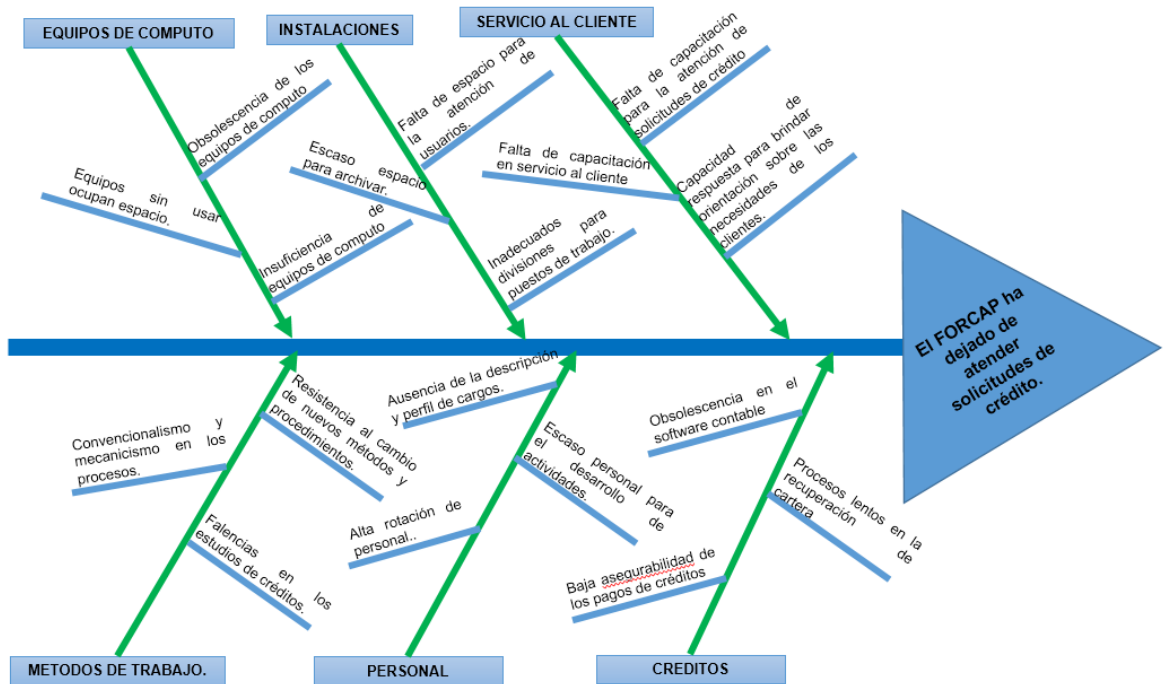 EQUIPOS DE COMPUTO
INSTALACIONES
SERVICIO AL CLIENTE
Obsolescencia de los
equipos de computo
Equipos sin usar
ocupan espacio.
Insuficiencia de
equipos de computo
Falta de espacio para
la atención de
usuarios.
Escaso espacio
para archivar.
Inadecuados
divisiones para
puestos de trabajo.
Falta de capacitación
para la atención de
solicitudes de crédito
Falta de capacitación
en servicio al cliente
Capacidad de
respuesta para brindar
orientación sobre las
necesidades de los
clientes.
El FORCAP ha
dejado de
atender
solicitudes de
crédito.
Resistencia al cambio
de nuevos métodos y
procedimientos.
Convencionalismo y
mecanicismo en los
procesos.
Falencias en los
estudios de créditos.
Ausencia de la descripción
y perfil de cargos.
Escaso personal para
el desarrollo de
actividades.
Alta rotación de
personal..
Obsolescencia en el
software contable
Procesos lentos en la
recuperación de
cartera
Baja asegurabilidad de
los pagos de créditos
METODOS DE TRABAJO.
PERSONAL
CREDITOS